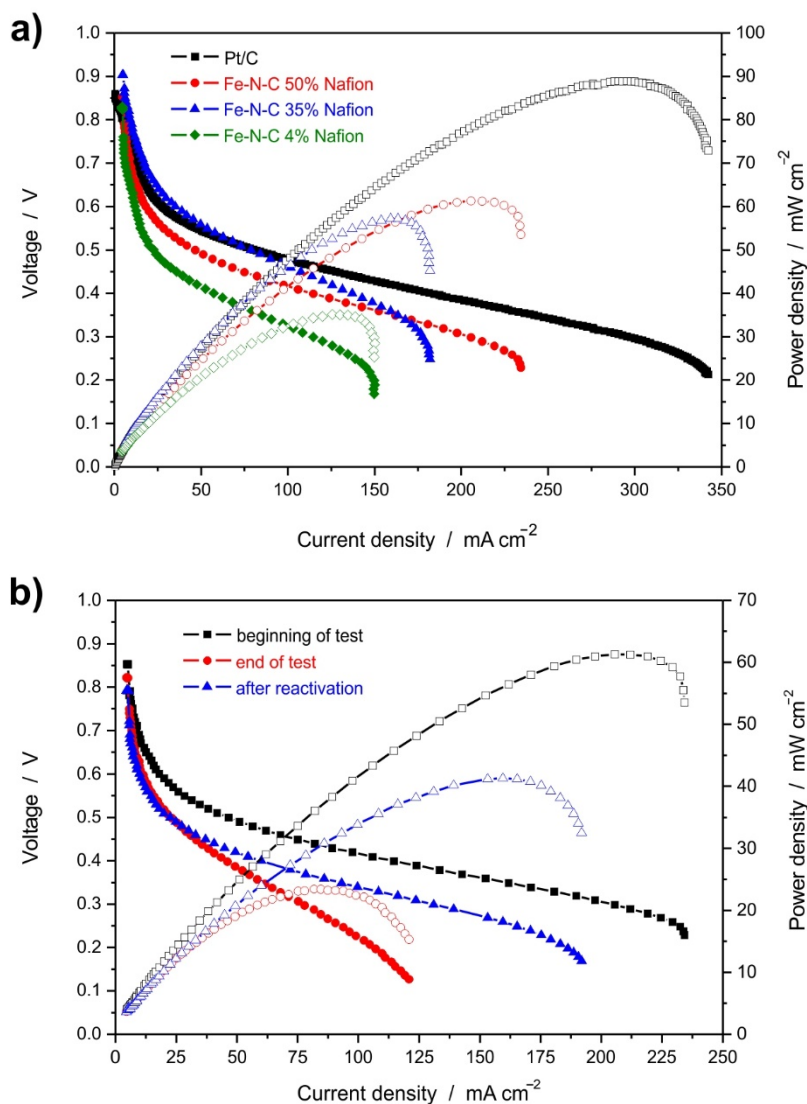 a)
Pt/C
Fe-N-C 50% Nafion
Fe-N-C 35% Nafion
Fe-N-C 4% Nafion
1.0
0.9
0.8
0.7
0.6
0.5
0.4
0.3
0.2
0.1
0.0
Voltage / V
100
90
80
70
60
50
40
30
20
10
0
Power density / mW cm⁻²
0 50 100 150 200 250 300 350
Current density / mA cm⁻²
b)
beginning of test
end of test
after reactivation
1.0
0.9
0.8
0.7
0.6
0.5
0.4
0.3
0.2
0.1
0.0
Voltage / V
70
60
50
40
30
20
10
0
Power density / mW cm⁻²
0 25 50 75 100 125 150 175 200 225 250
Current density / mA cm⁻²